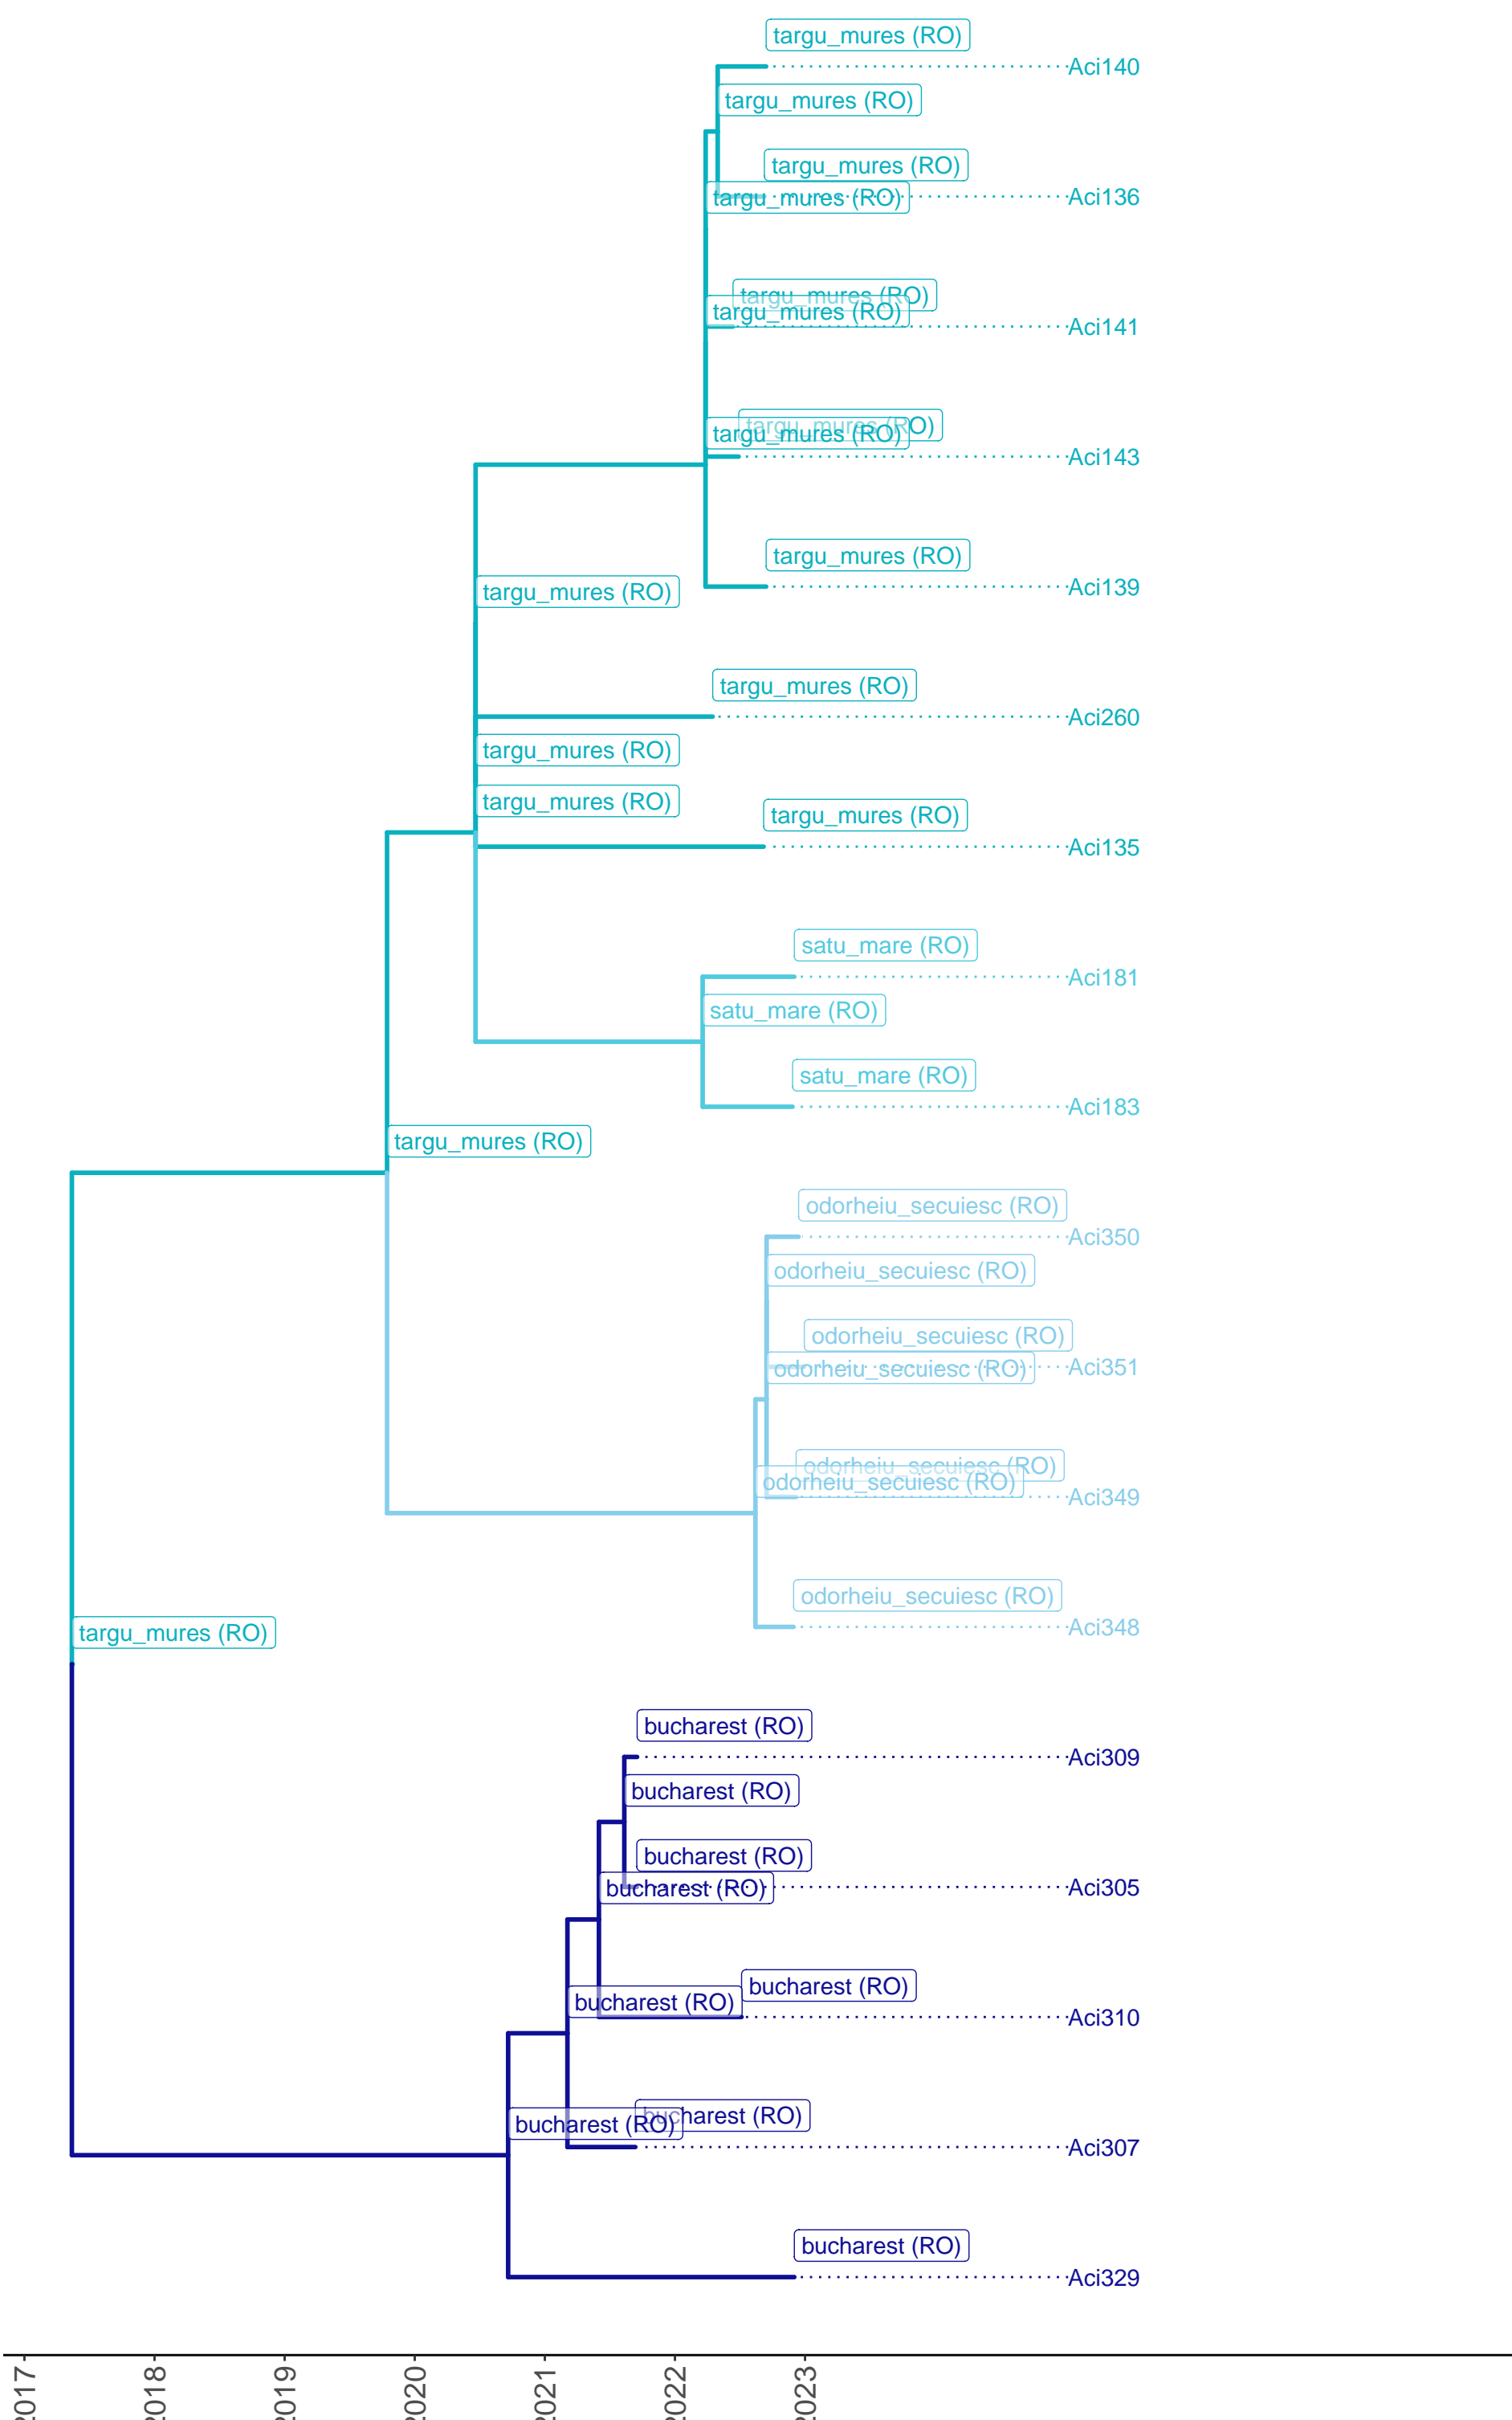 targu_mures (RO)
Aci140
targu_mures (RO)
targu_mures (RO)
Aci136
targu_mures (RO)
targu_mures (RO)
targu_mures (RO)
Aci141
targu_mures (RO)
targu_mures (RO)
Aci143
targu_mures (RO)
Aci139
targu_mures (RO)
targu_mures (RO)
Aci260
targu_mures (RO)
targu_mures (RO)
targu_mures (RO)
Aci135
satu_mare (RO)
Aci181
satu_mare (RO)
satu_mare (RO)
Aci183
targu_mures (RO)
odorheiu_secuiesc (RO)
Aci350
odorheiu_secuiesc (RO)
odorheiu_secuiesc (RO)
Aci351
odorheiu_secuiesc (RO)
odorheiu_secuiesc (RO)
odorheiu_secuiesc (RO)
Aci349
odorheiu_secuiesc (RO)
Aci348
targu_mures (RO)
bucharest (RO)
Aci309
bucharest (RO)
bucharest (RO)
Aci305
bucharest (RO)
bucharest (RO)
bucharest (RO)
Aci310
bucharest (RO)
bucharest (RO)
Aci307
bucharest (RO)
Aci329
2017
2018
2019
2020
2021
2022
2023